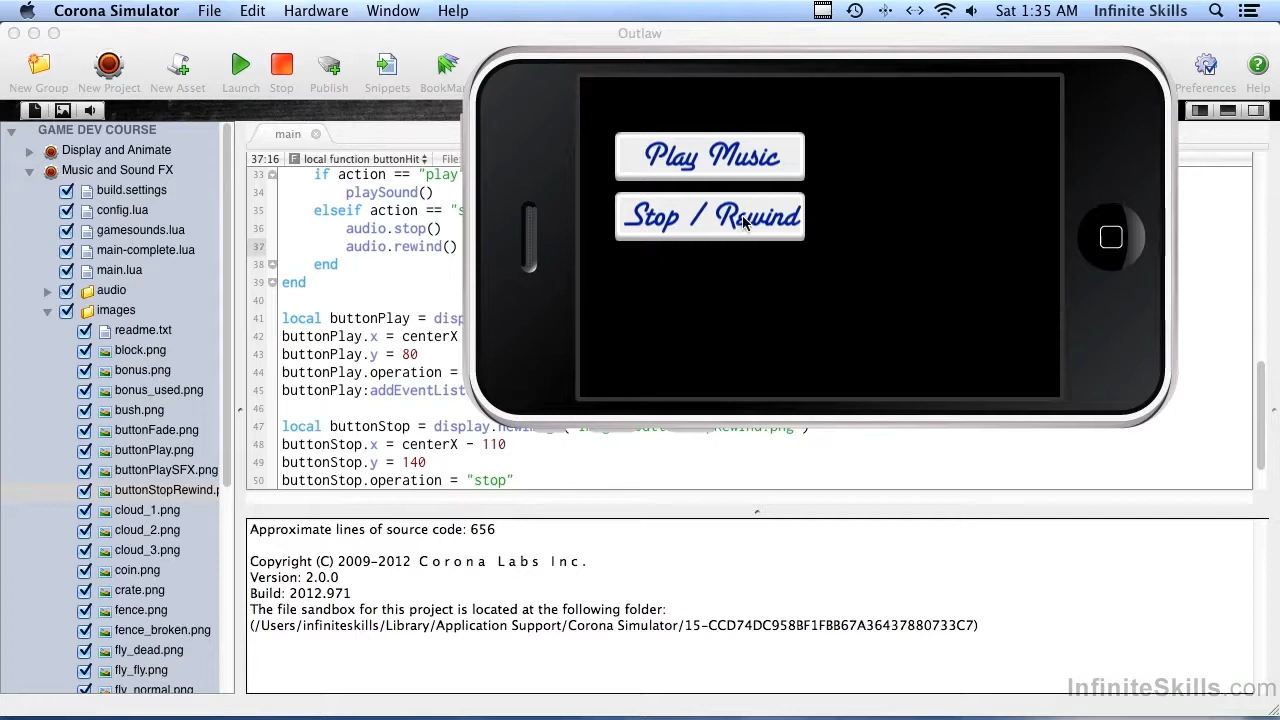 Corona Simulator File Edit Hardware Window Help Sat 1:35 AM Infinite Skills
Outlaw
New Group New Project New Asset Launch Stop Publish Snippets BookMa Preferences Help
GAME DEV COURSE
Display and Animate
Music and Sound FX
build.settings
config.lua
gamesounds.lua
main-complete.lua
main.lua
audio
images
readme.txt
block.png
bonus.png
bonus_used.png
bush.png
buttonFade.png
buttonPlay.png
buttonPlaySFX.png
buttonStopRewind.p
cloud_1.png
cloud_2.png
cloud_3.png
coin.png
crate.png
fence.png
fence_broken.png
fly_dead.png
fly_fly.png
fly_normal.png
main
37:16 F local function buttonHit File:
33 if action == "play"
34 playSound()
35 elseif action == "s
36 audio.stop()
37 audio.rewind()
38 end
39 end
40
41 local buttonPlay = disp
42 buttonPlay.x = centerX
43 buttonPlay.y = 80
44 buttonPlay.operation =
45 buttonPlay:addEventList
46
47 local buttonStop = display.
48 buttonStop.x = centerX - 110
49 buttonStop.y = 140
50 buttonStop.operation = "stop"
Play Music
Stop / Rewind
Approximate lines of source code: 656
Copyright (C) 2009-2012 C o r o n a L a b s I n c .
Version: 2.0.0
Build: 2012.971
The file sandbox for this project is located at the following folder:
(/Users/infiniteskills/Library/Application Support/Corona Simulator/15-CCD74DC958BF1FBB67A36437880733C7)
InfiniteSkills.com